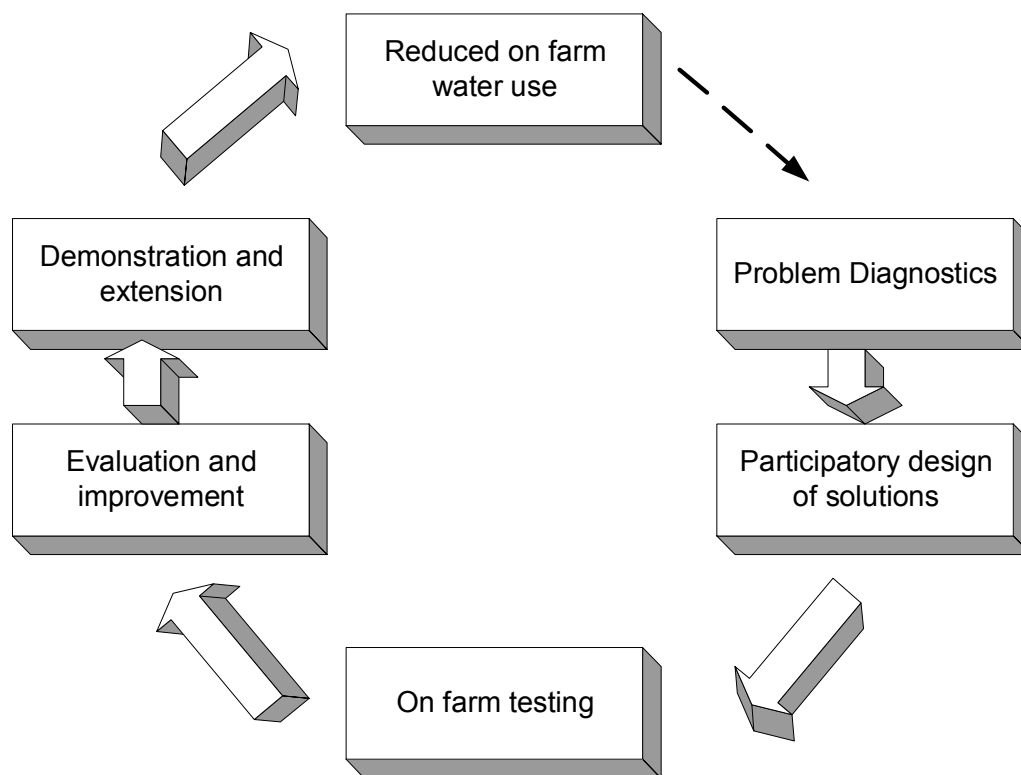 Reduced on farm
water use
Problem Diagnostics
Participatory design
of solutions
On farm testing
Evaluation and
improvement
Demonstration and
extension